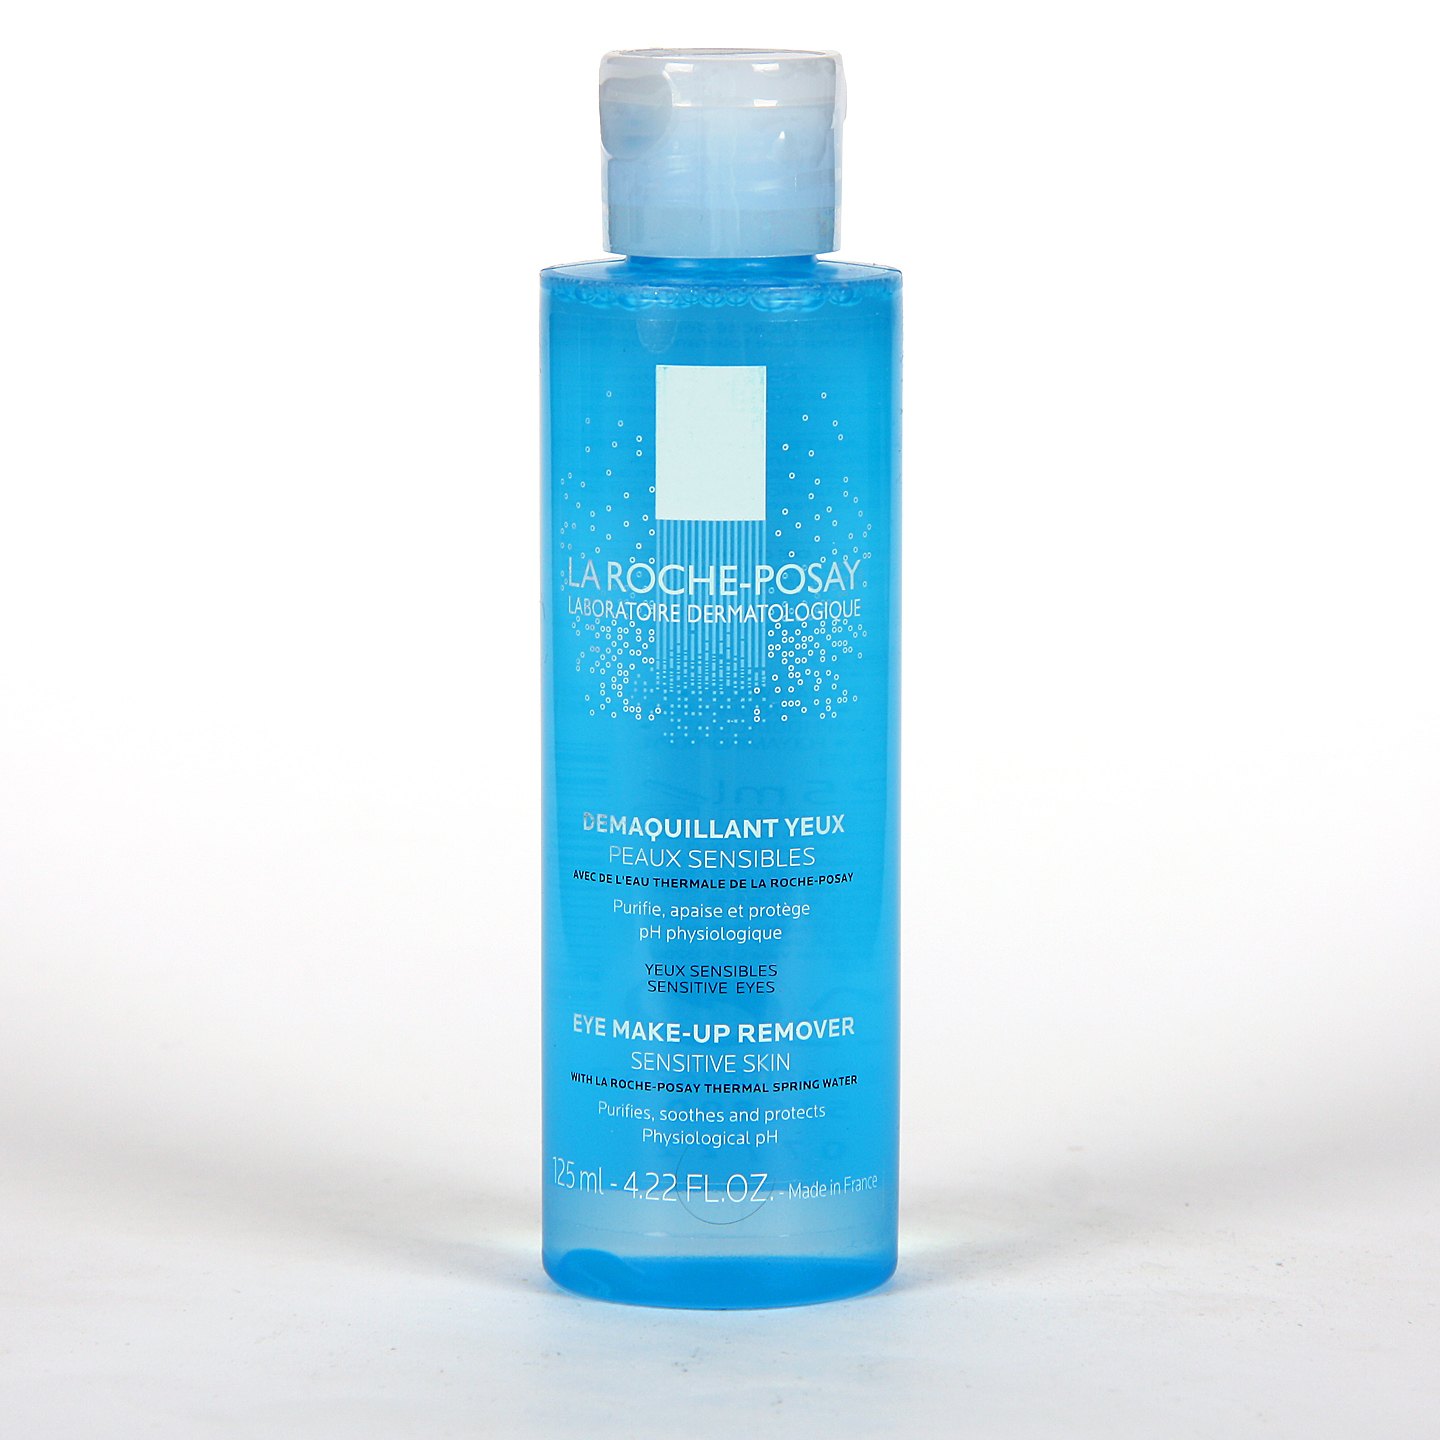 LA ROCHE-POSAY
LABORATOIRE DERMATOLOGIQUE
DEMAQUILLANT YEUX
PEAUX SENSIBLES
AVEC DE L'EAU THERMALE DE LA ROCHE-POSAY
Purifie, apaise et protège
pH physiologique
YEUX SENSIBLES
SENSITIVE EYES
EYE MAKE-UP REMOVER
SENSITIVE SKIN
WITH LA ROCHE-POSAY THERMAL SPRING WATER
Purifies, soothes and protects
Physiological pH
125 ml - 4.22 FL.OZ. - Made in France